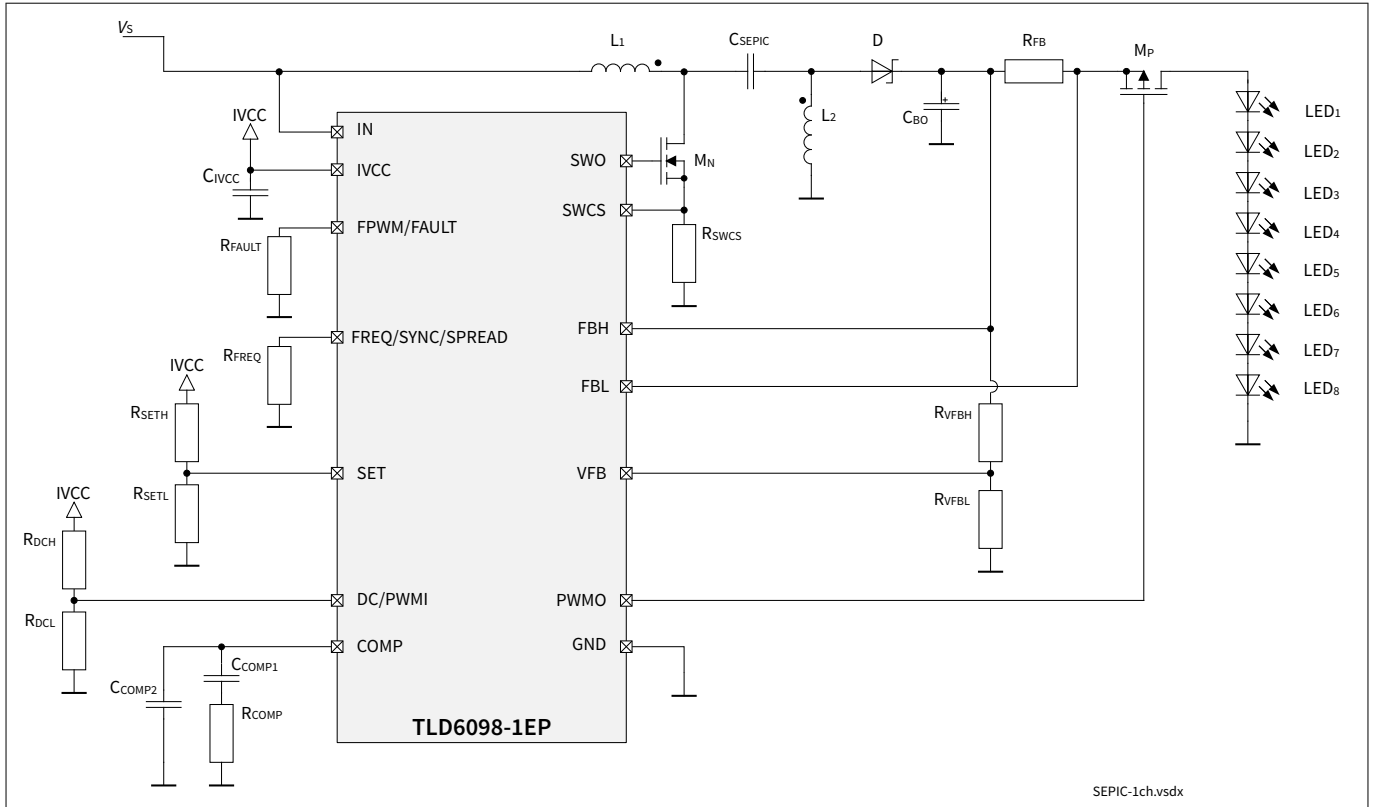 VS
L1
CSEPIC
D
RFB
MP
IVCC
CIVCC
IN
IVCC
SWO
MN
L2
CBO
LED1
LED2
LED3
LED4
LED5
LED6
LED7
LED8
SWCS
RSWCS
RFAULT
FPWM/FAULT
RFREQ
FREQ/SYNC/SPREAD
FBH
FBL
IVCC
RSETH
RSETL
SET
VFB
RVFBH
RVFBL
IVCC
RDCH
RDCL
DC/PWMI
PWMO
COMP
GND
CCOMP1
CCOMP2
RCOMP
TLD6098-1EP
SEPIC-1ch.vsdx